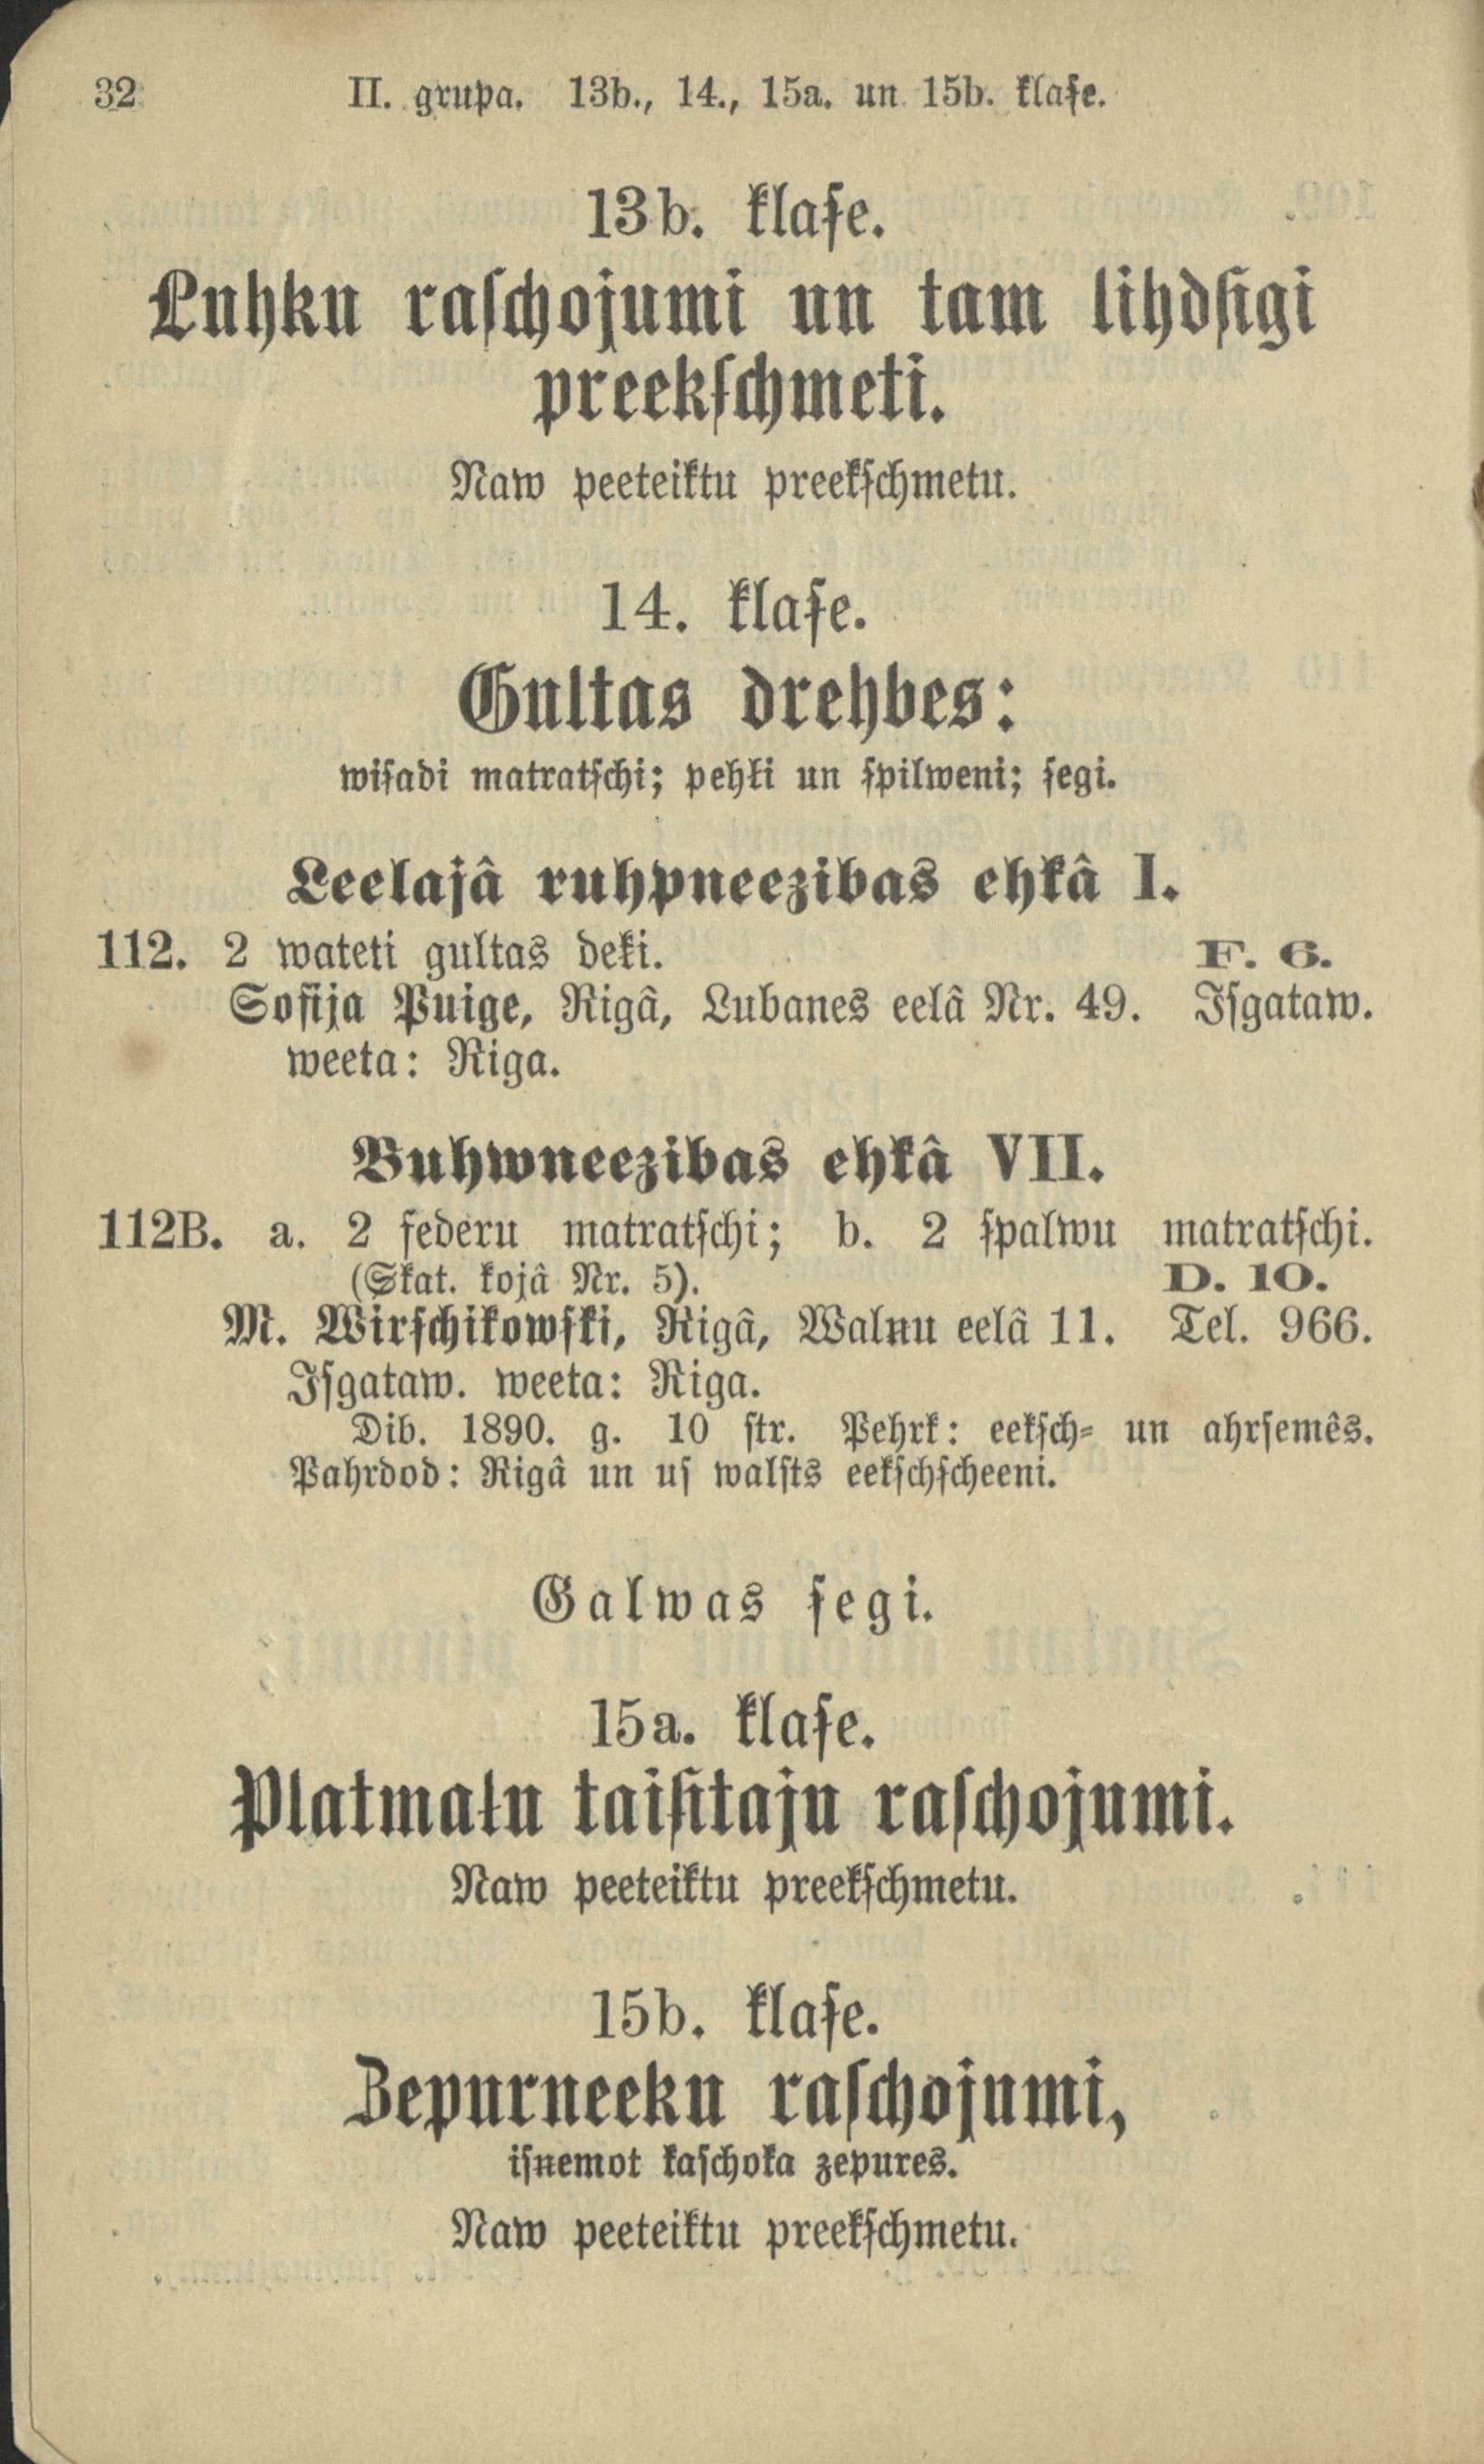 32 II. grupa. 13b., 14., 15a. un 15b. klaſe.
13b. klaſe.
Luhku raſchojumi un tam lihdſigi
preekſchmeti.
Naw peeteiktu preekſchmetu.
14. klaſe.
Gultas drehbes:
wiſadi matratſchi; pehłi un ſpilweni; ſegi.
Leelajâ ruhpneezibas ehkâ I.
112. 2 wateti gultas deki. F. 6.
Sofija Puige, Rigâ, Lubanes eelâ Nr. 49. Iſgataw.
weeta: Riga.
Buhwneezibas ehkâ VII.
112B. a. 2 federu matratſchi; b. 2 ſpalwu matratſchi.
(Skat. kojâ Nr. 5). D. 10.
M. Wirſchikowſki, Rigâ, Walnu eelâ 11. Tel. 966.
Iſgataw. weeta: Riga.
Dib. 1890. g. 10 ſtr. Pehrk: eekſch- un ahrſemês.
Pahrdod: Rigâ un uſ walſts eekſchſcheeni.
Galwas ſegi.
15a. klaſe.
Platmału taiſitaju raſchojumi.
Naw peeteiktu preekſchmetu.
15b. klaſe.
Zepurneeku raſchojumi,
iſnemot kaſchoka zepures.
Naw peeteiktu preekſchmetu.